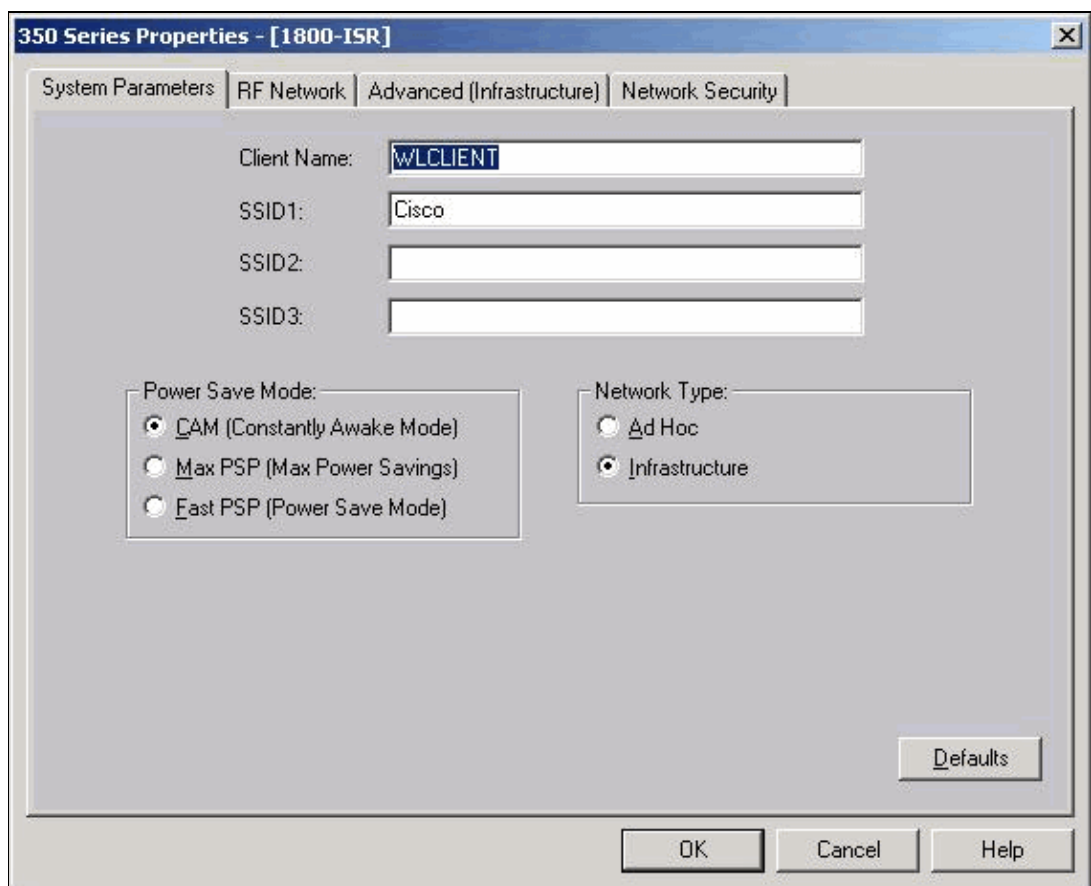 350 Series Properties - [1800-ISR]
System Parameters
RF Network
Advanced (Infrastructure)
Network Security
Client Name:
WLCLIENT
SSID1:
Cisco
SSID2:
SSID3:
Power Save Mode:
CAM (Constantly Awake Mode)
Max PSP (Max Power Savings)
Fast PSP (Power Save Mode)
Network Type:
Ad Hoc
Infrastructure
Defaults
OK
Cancel
Help